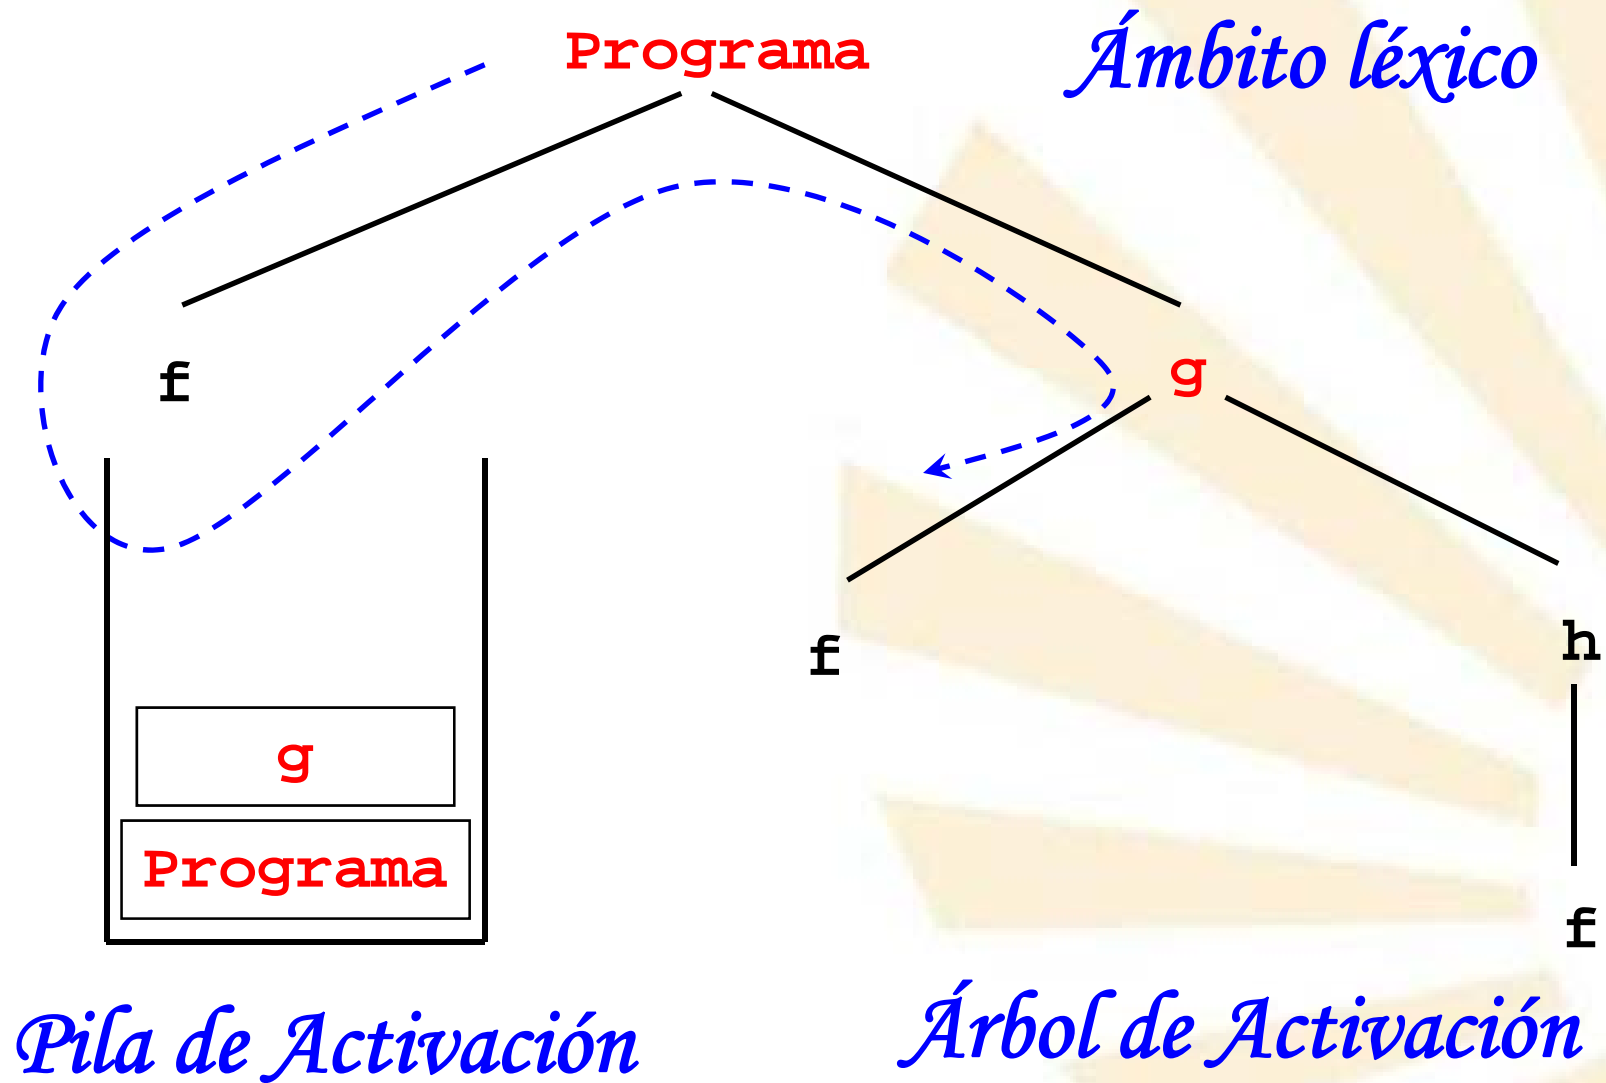 Programa
Ámbito léxico
f
g
f
h
g
Programa
f
Pila de Activación
Árbol de Activación